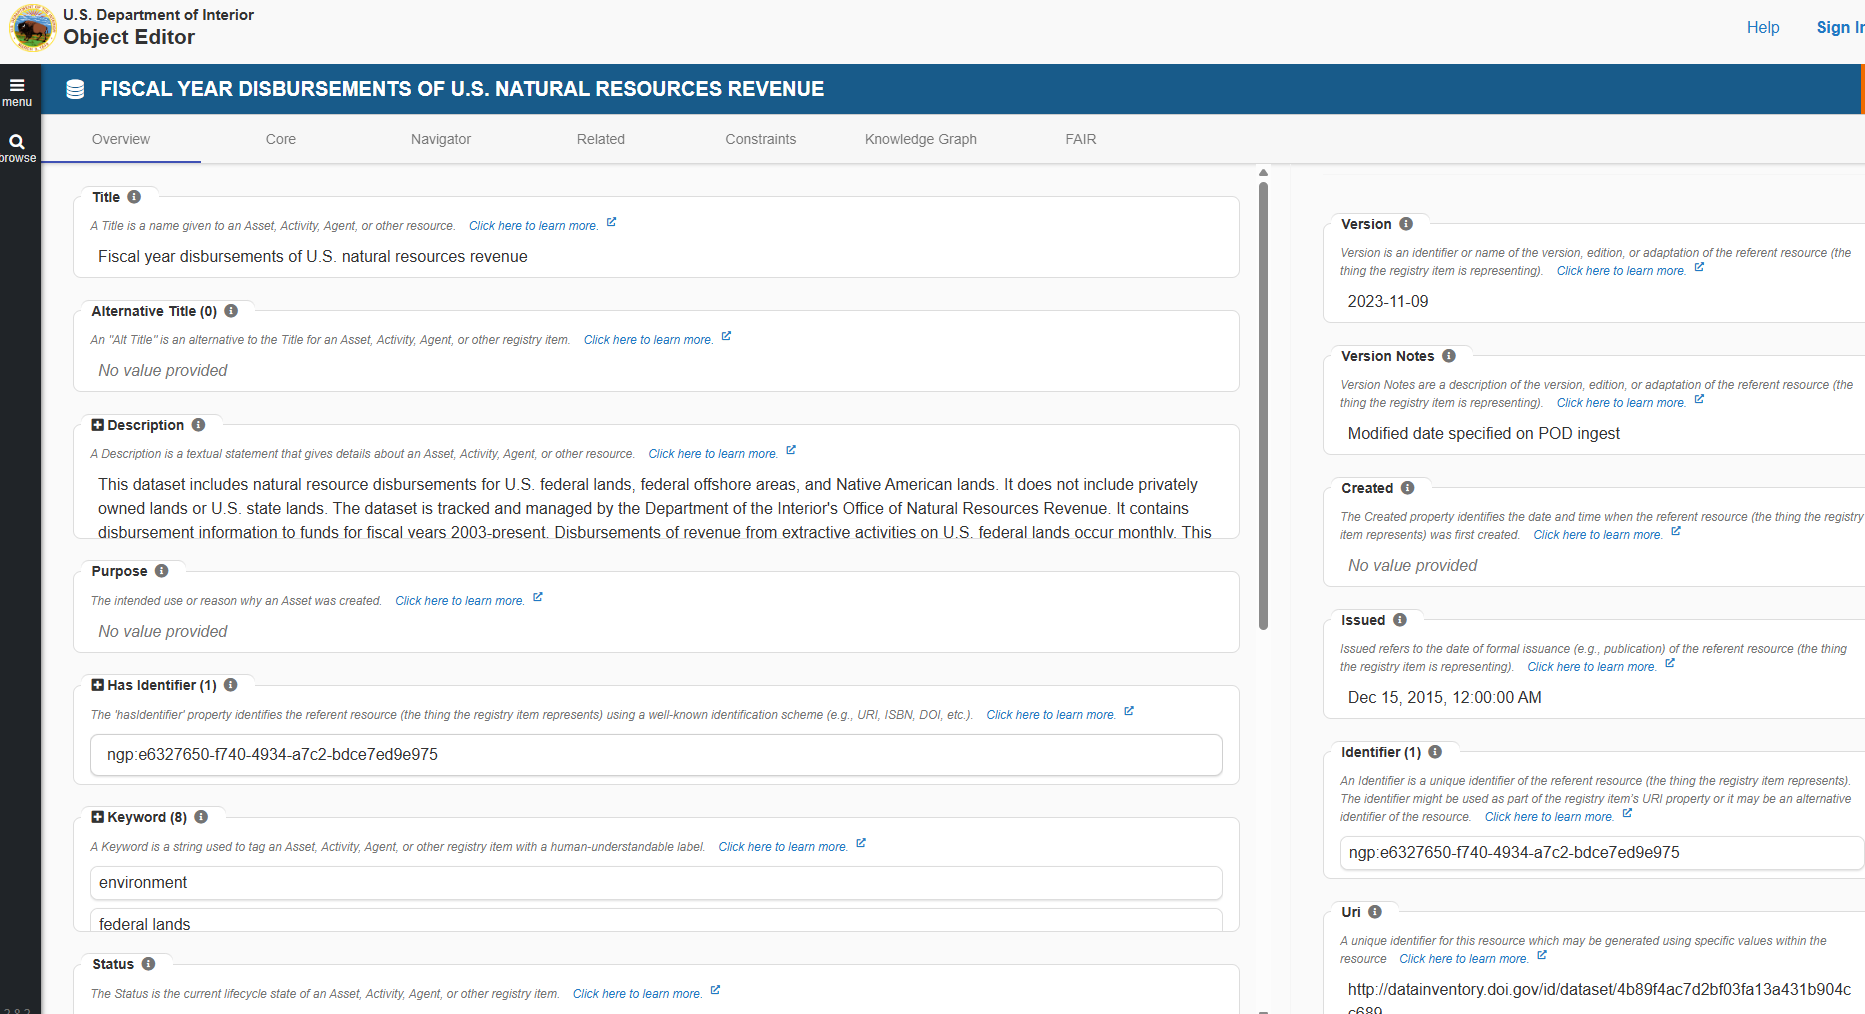 U.S. Department of Interior
Object Editor
Help
Sign In
menu
browse
FISCAL YEAR DISBURSEMENTS OF U.S. NATURAL RESOURCES REVENUE
Overview
Core
Navigator
Related
Constraints
Knowledge Graph
FAIR
Title
A Title is a name given to an Asset, Activity, Agent, or other resource. Click here to learn more.
Fiscal year disbursements of U.S. natural resources revenue
Alternative Title (0)
An "Alt Title" is an alternative to the Title for an Asset, Activity, Agent, or other registry item. Click here to learn more.
No value provided
Description
A Description is a textual statement that gives details about an Asset, Activity, Agent, or other resource. Click here to learn more.
This dataset includes natural resource disbursements for U.S. federal lands, federal offshore areas, and Native American lands. It does not include privately
owned lands or U.S. state lands. The dataset is tracked and managed by the Department of the Interior's Office of Natural Resources Revenue. It contains
disbursement information to funds for fiscal years 2003-present. Disbursements of revenue from extractive activities on U.S. federal lands occur monthly. This
Purpose
The intended use or reason why an Asset was created. Click here to learn more.
No value provided
Has Identifier (1)
The 'hasIdentifier' property identifies the referent resource (the thing the registry item represents) using a well-known identification scheme (e.g., URI, ISBN, DOI, etc.). Click here to learn more.
ngp:e6327650-f740-4934-a7c2-bdce7ed9e975
Keyword (8)
A Keyword is a string used to tag an Asset, Activity, Agent, or other registry item with a human-understandable label. Click here to learn more.
environment
federal lands
Status
The Status is the current lifecycle state of an Asset, Activity, Agent, or other registry item. Click here to learn more.
Version
Version is an identifier or name of the version, edition, or adaptation of the referent resource (the
thing the registry item is representing). Click here to learn more.
2023-11-09
Version Notes
Version Notes are a description of the version, edition, or adaptation of the referent resource (the
thing the registry item is representing). Click here to learn more.
Modified date specified on POD ingest
Created
The Created property identifies the date and time when the referent resource (the thing the registry
item represents) was first created. Click here to learn more.
No value provided
Issued
Issued refers to the date of formal issuance (e.g., publication) of the referent resource (the thing
the registry item is representing). Click here to learn more.
Dec 15, 2015, 12:00:00 AM
Identifier (1)
An Identifier is a unique identifier of the referent resource (the thing the registry item represents).
The identifier might be used as part of the registry item's URI property or it may be an alternative
identifier of the resource. Click here to learn more.
ngp:e6327650-f740-4934-a7c2-bdce7ed9e975
Uri
A unique identifier for this resource which may be generated using specific values within the
resource Click here to learn more.
http://datainventory.doi.gov/id/dataset/4b89f4ac7d2bf03fa13a431b904c
c689